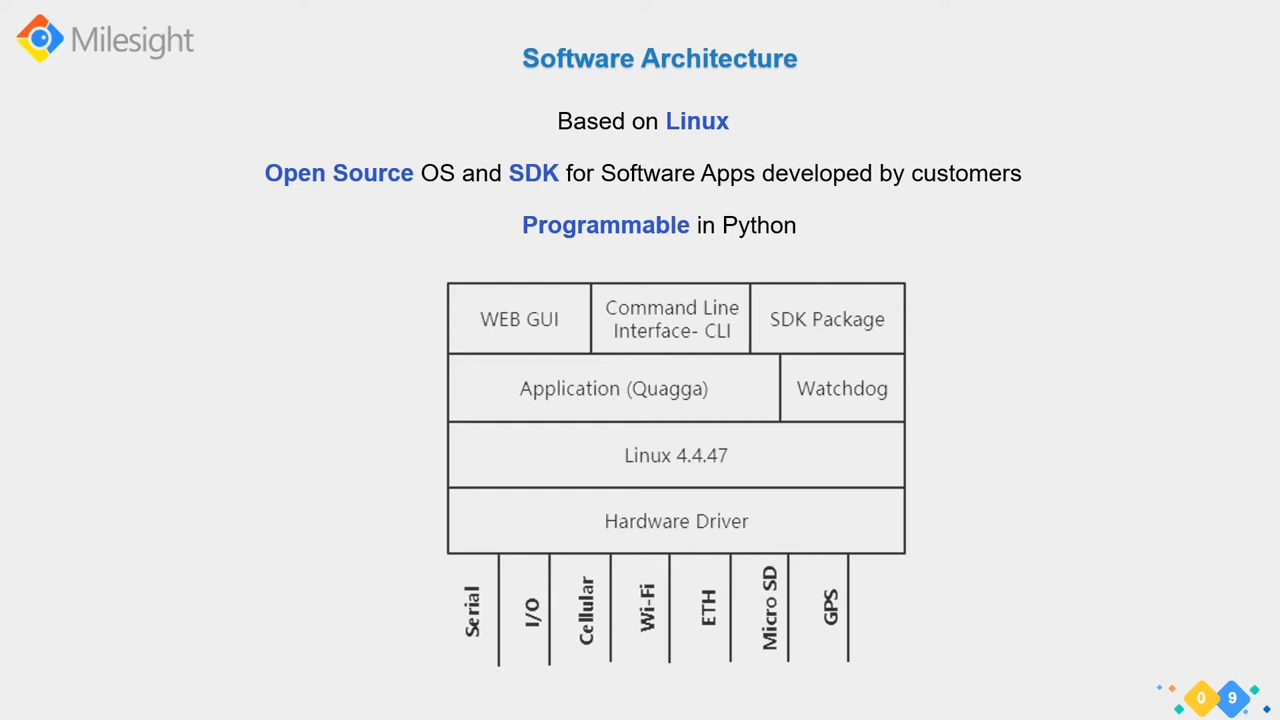 Milesight
Software Architecture
Based on Linux
Open Source OS and SDK for Software Apps developed by customers
Programmable in Python
WEB GUI
Command Line
Interface- CLI
SDK Package
Application (Quagga)
Watchdog
Linux 4.4.47
Hardware Driver
Serial
I/O
Cellular
Wi-Fi
ETH
Micro SD
GPS
0 9